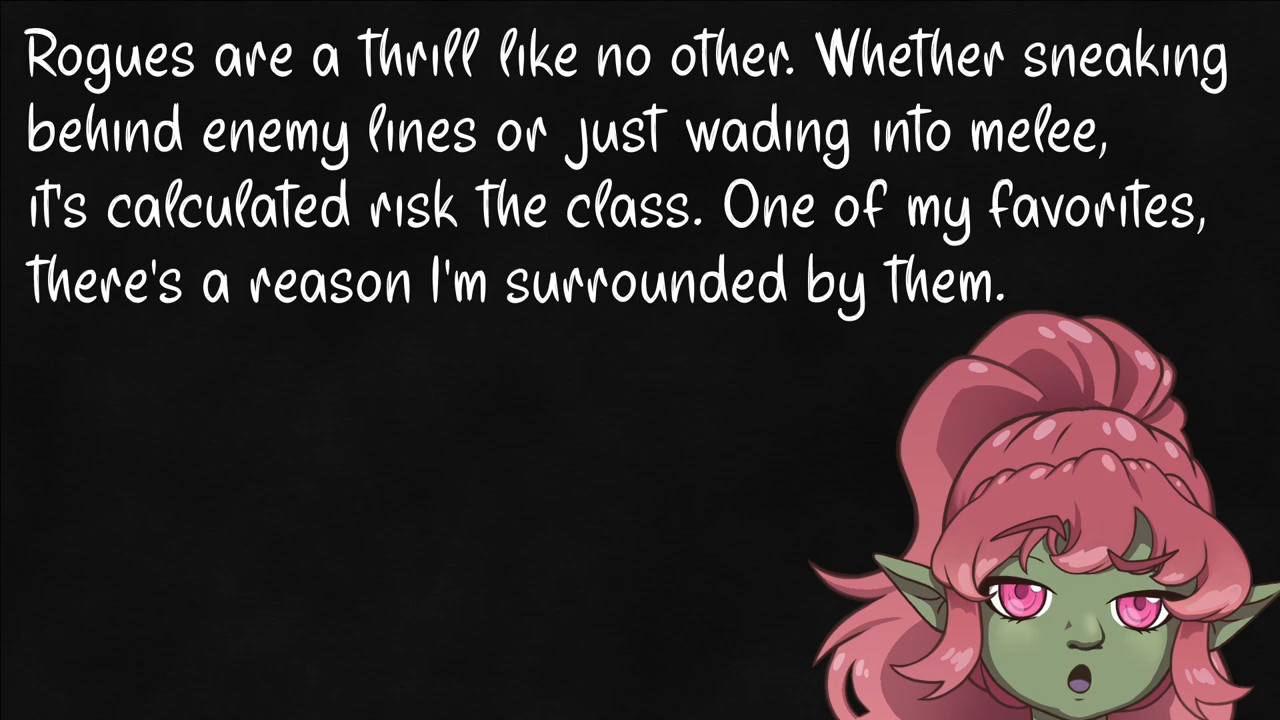 Rogues are a thrill like no other. Whether sneaking
behind enemy lines or just wading into melee,
it's calculated risk the class. One of my favorites,
there's a reason I'm surrounded by them.